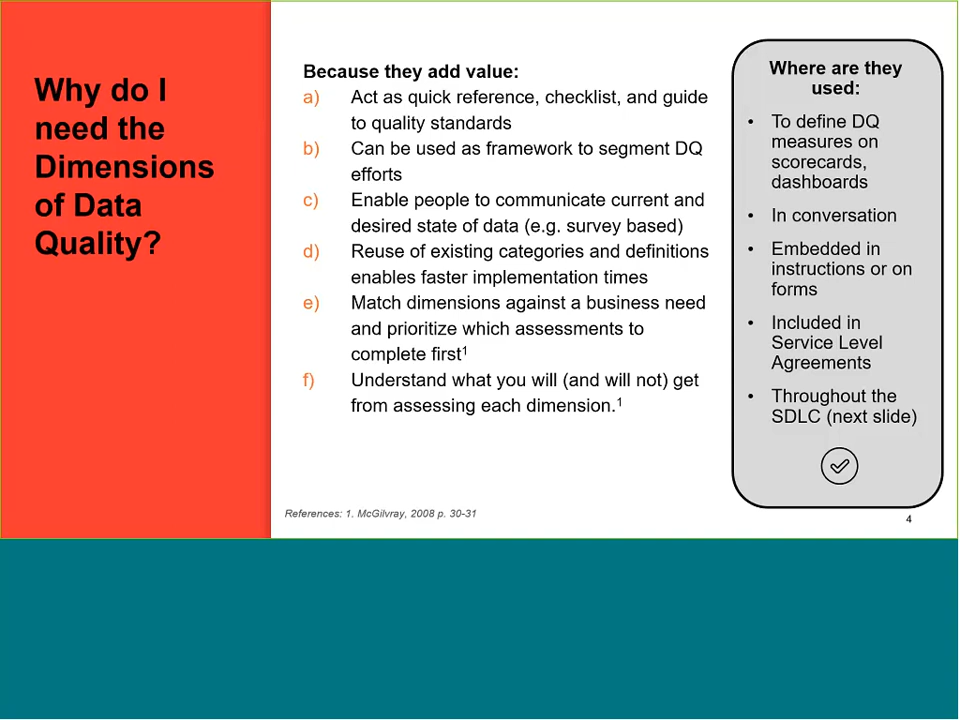 Why do I
need the
Dimensions
of Data
Quality?
Because they add value:
a) Act as quick reference, checklist, and guide
to quality standards
b) Can be used as framework to segment DQ
efforts
c) Enable people to communicate current and
desired state of data (e.g. survey based)
d) Reuse of existing categories and definitions
enables faster implementation times
e) Match dimensions against a business need
and prioritize which assessments to
complete first¹
f) Understand what you will (and will not) get
from assessing each dimension.¹
Where are they
used:
• To define DQ
measures on
scorecards,
dashboards
• In conversation
• Embedded in
instructions or on
forms
• Included in
Service Level
Agreements
• Throughout the
SDLC (next slide)
References: 1. McGilvray, 2008 p. 30-31
4